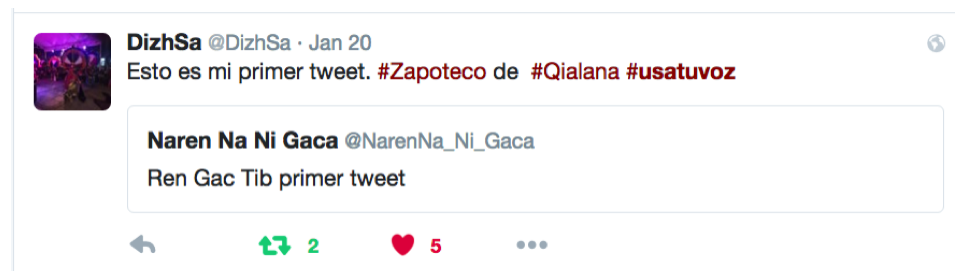 DizhSa @DizhSa · Jan 20
Esto es mi primer tweet. #Zapoteco de #Qialana #usatuvoz
Naren Na Ni Gaca @NarenNa_Ni_Gaca
Ren Gac Tib primer tweet
2 5